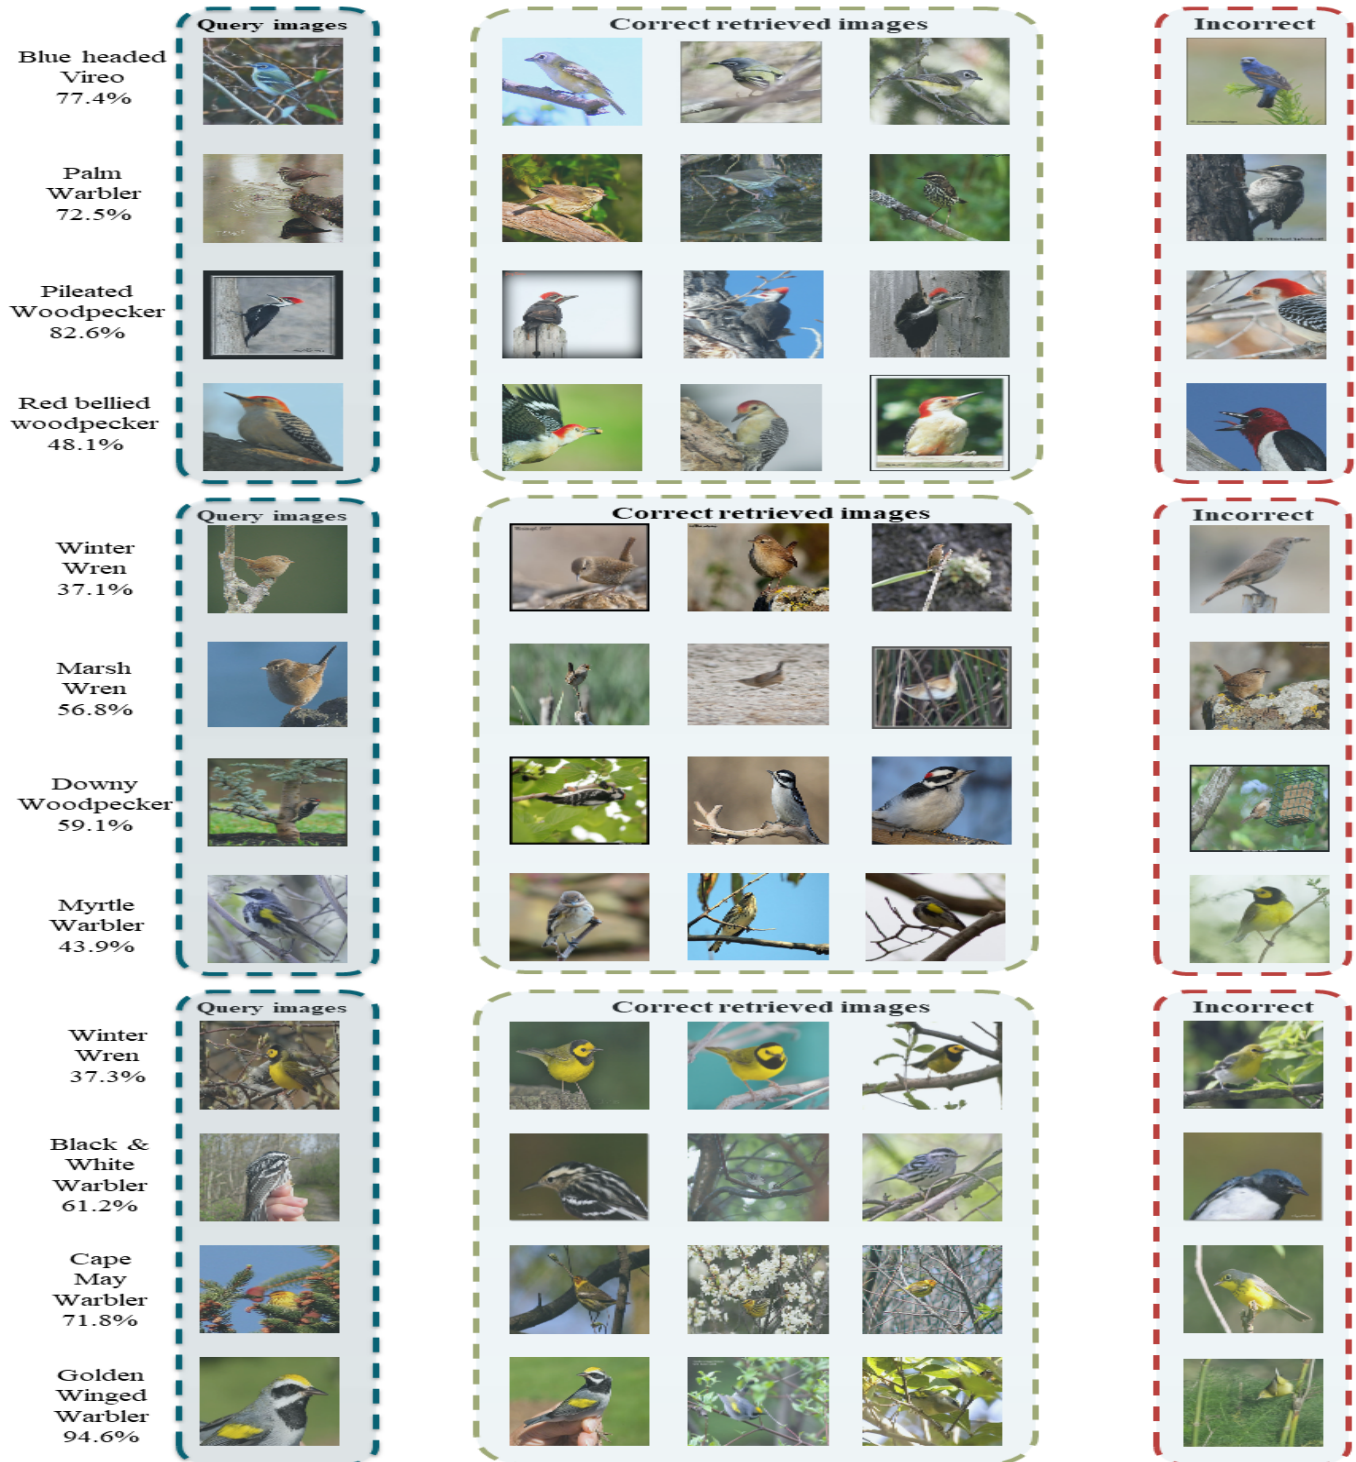 Query images
Correct retrieved images
Incorrect
Blue headed
Vireo
77.4%
Palm
Warbler
72.5%
Pileated
Woodpecker
82.6%
Red bellied
woodpecker
48.1%
Query images
Correct retrieved images
Incorrect
Winter
Wren
37.1%
Marsh
Wren
56.8%
Downy
Woodpecker
59.1%
Myrtle
Warbler
43.9%
Query images
Correct retrieved images
Incorrect
Winter
Wren
37.3%
Black &
White
Warbler
61.2%
Cape
May
Warbler
71.8%
Golden
Winged
Warbler
94.6%